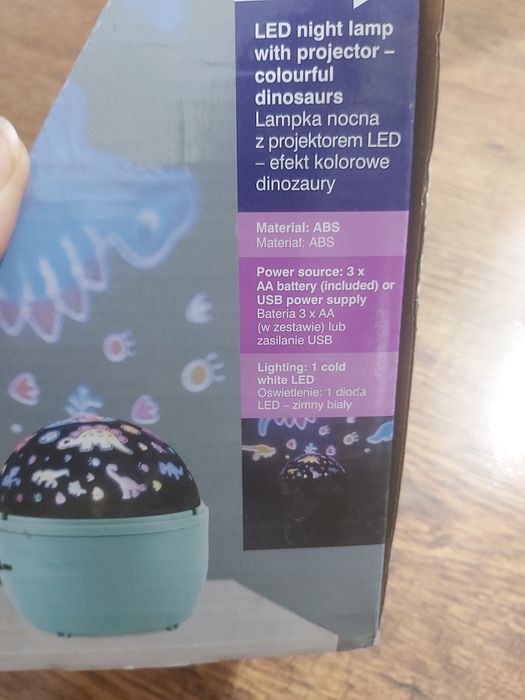 LED night lamp
with projector –
colourful
dinosaurs
Lampka nocna
z projektorem LED
– efekt kolorowe
dinozaury
Material: ABS
Materiał: ABS
Power source: 3 x
AA battery (included) or
USB power supply
Bateria 3 x AA
(w zestawie) lub
zasilanie USB
Lighting: 1 cold
white LED
Oświetlenie: 1 dioda
LED – zimny biały